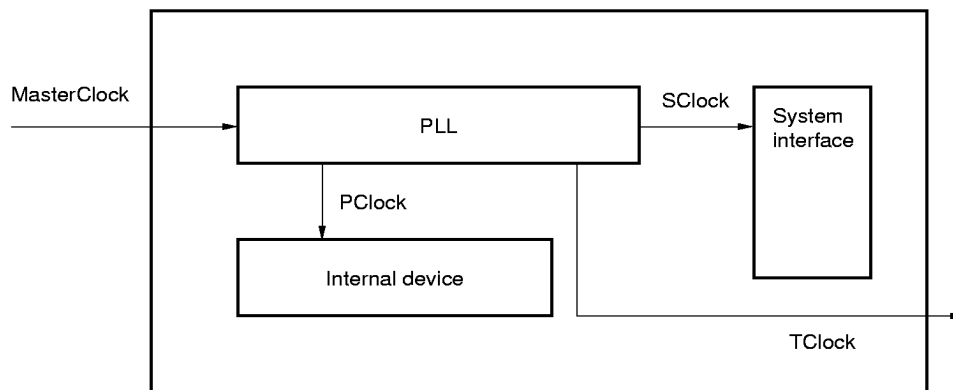 MasterClock
PLL
SClock
System
interface
PClock
Internal device
TClock